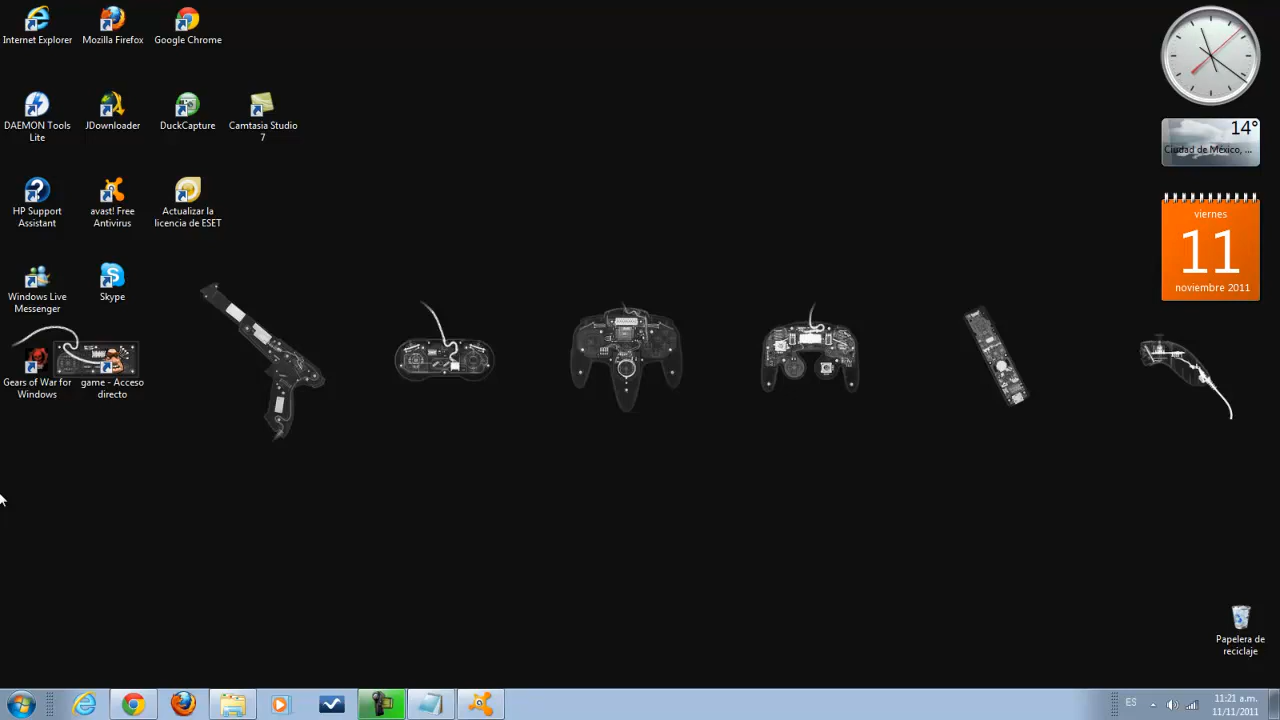 Internet Explorer
Mozilla Firefox
Google Chrome
DAEMON Tools
Lite
JDownloader
DuckCapture
Camtasia Studio
7
HP Support
Assistant
avast! Free
Antivirus
Actualizar la
licencia de ESET
Windows Live
Messenger
Skype
Gears of War for
Windows
game - Acceso
directo
14°
Ciudad de México, ...
viernes
11
noviembre 2011
Papelera de
reciclaje
ES
11:21 a.m.
11/11/2011